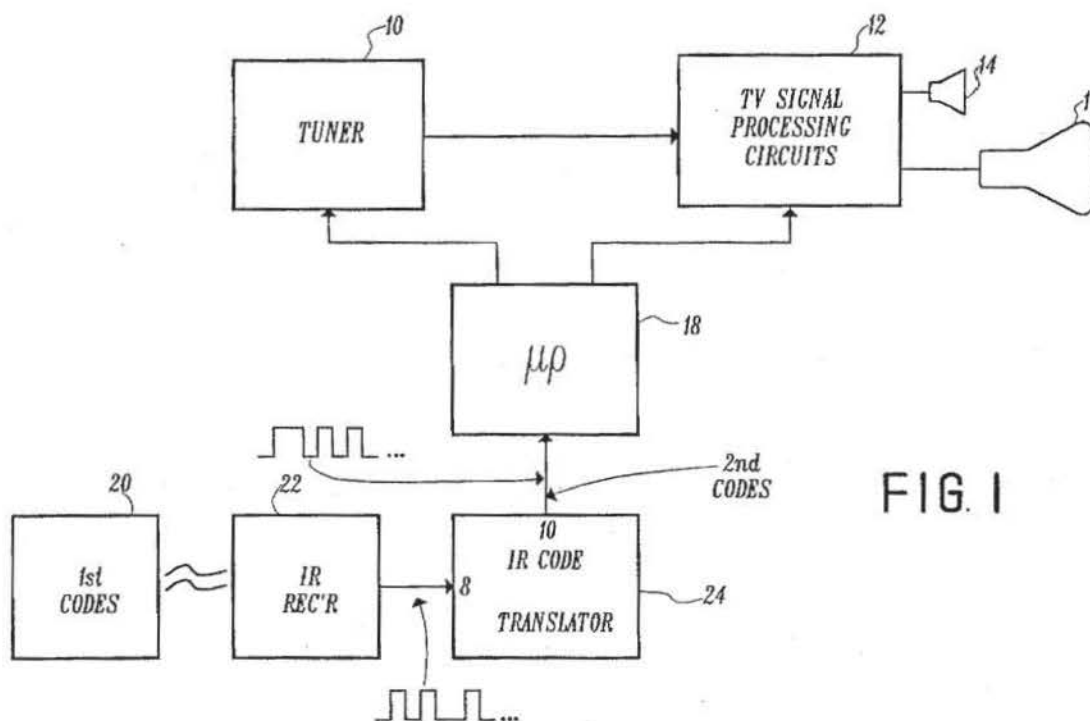 10
12
14
1
TUNER
TV SIGNAL
PROCESSING
CIRCUITS
18
μρ
20
22
2nd
CODES
FIG. 1
10
1st
CODES
IR
REC'R
8
IR CODE
TRANSLATOR
24
...
...